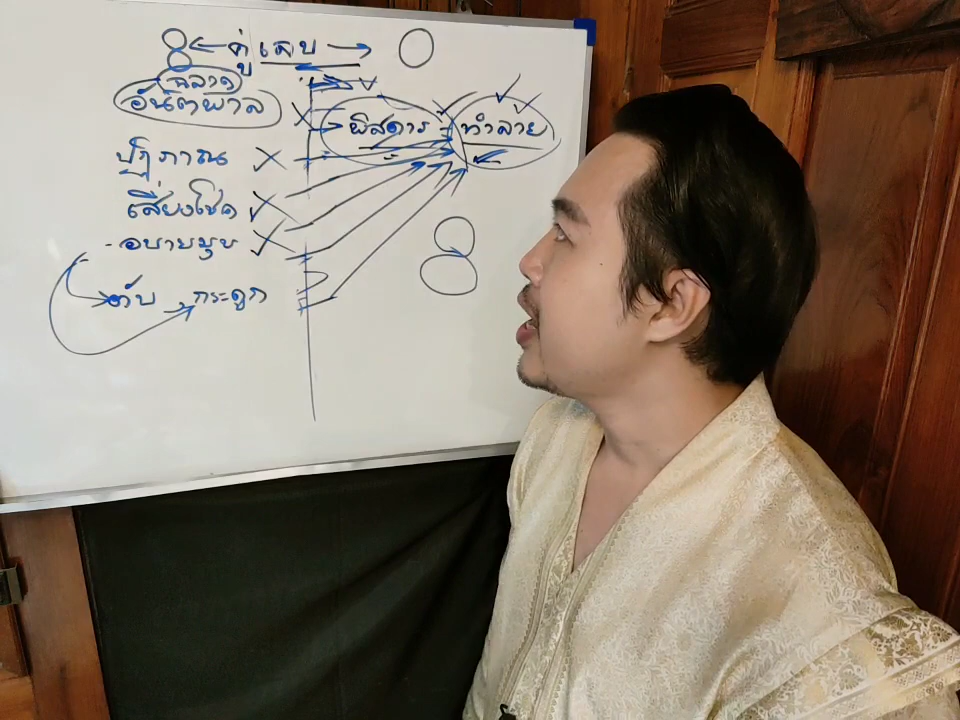 8 ← คู่ เสบ → 0
ฉลาด
อันตพาล
พิสดาร = ทำลาย
ปฏิภาณ
เสี่ยงโชค
- อบายมุข
ตับ , กระดูก
8